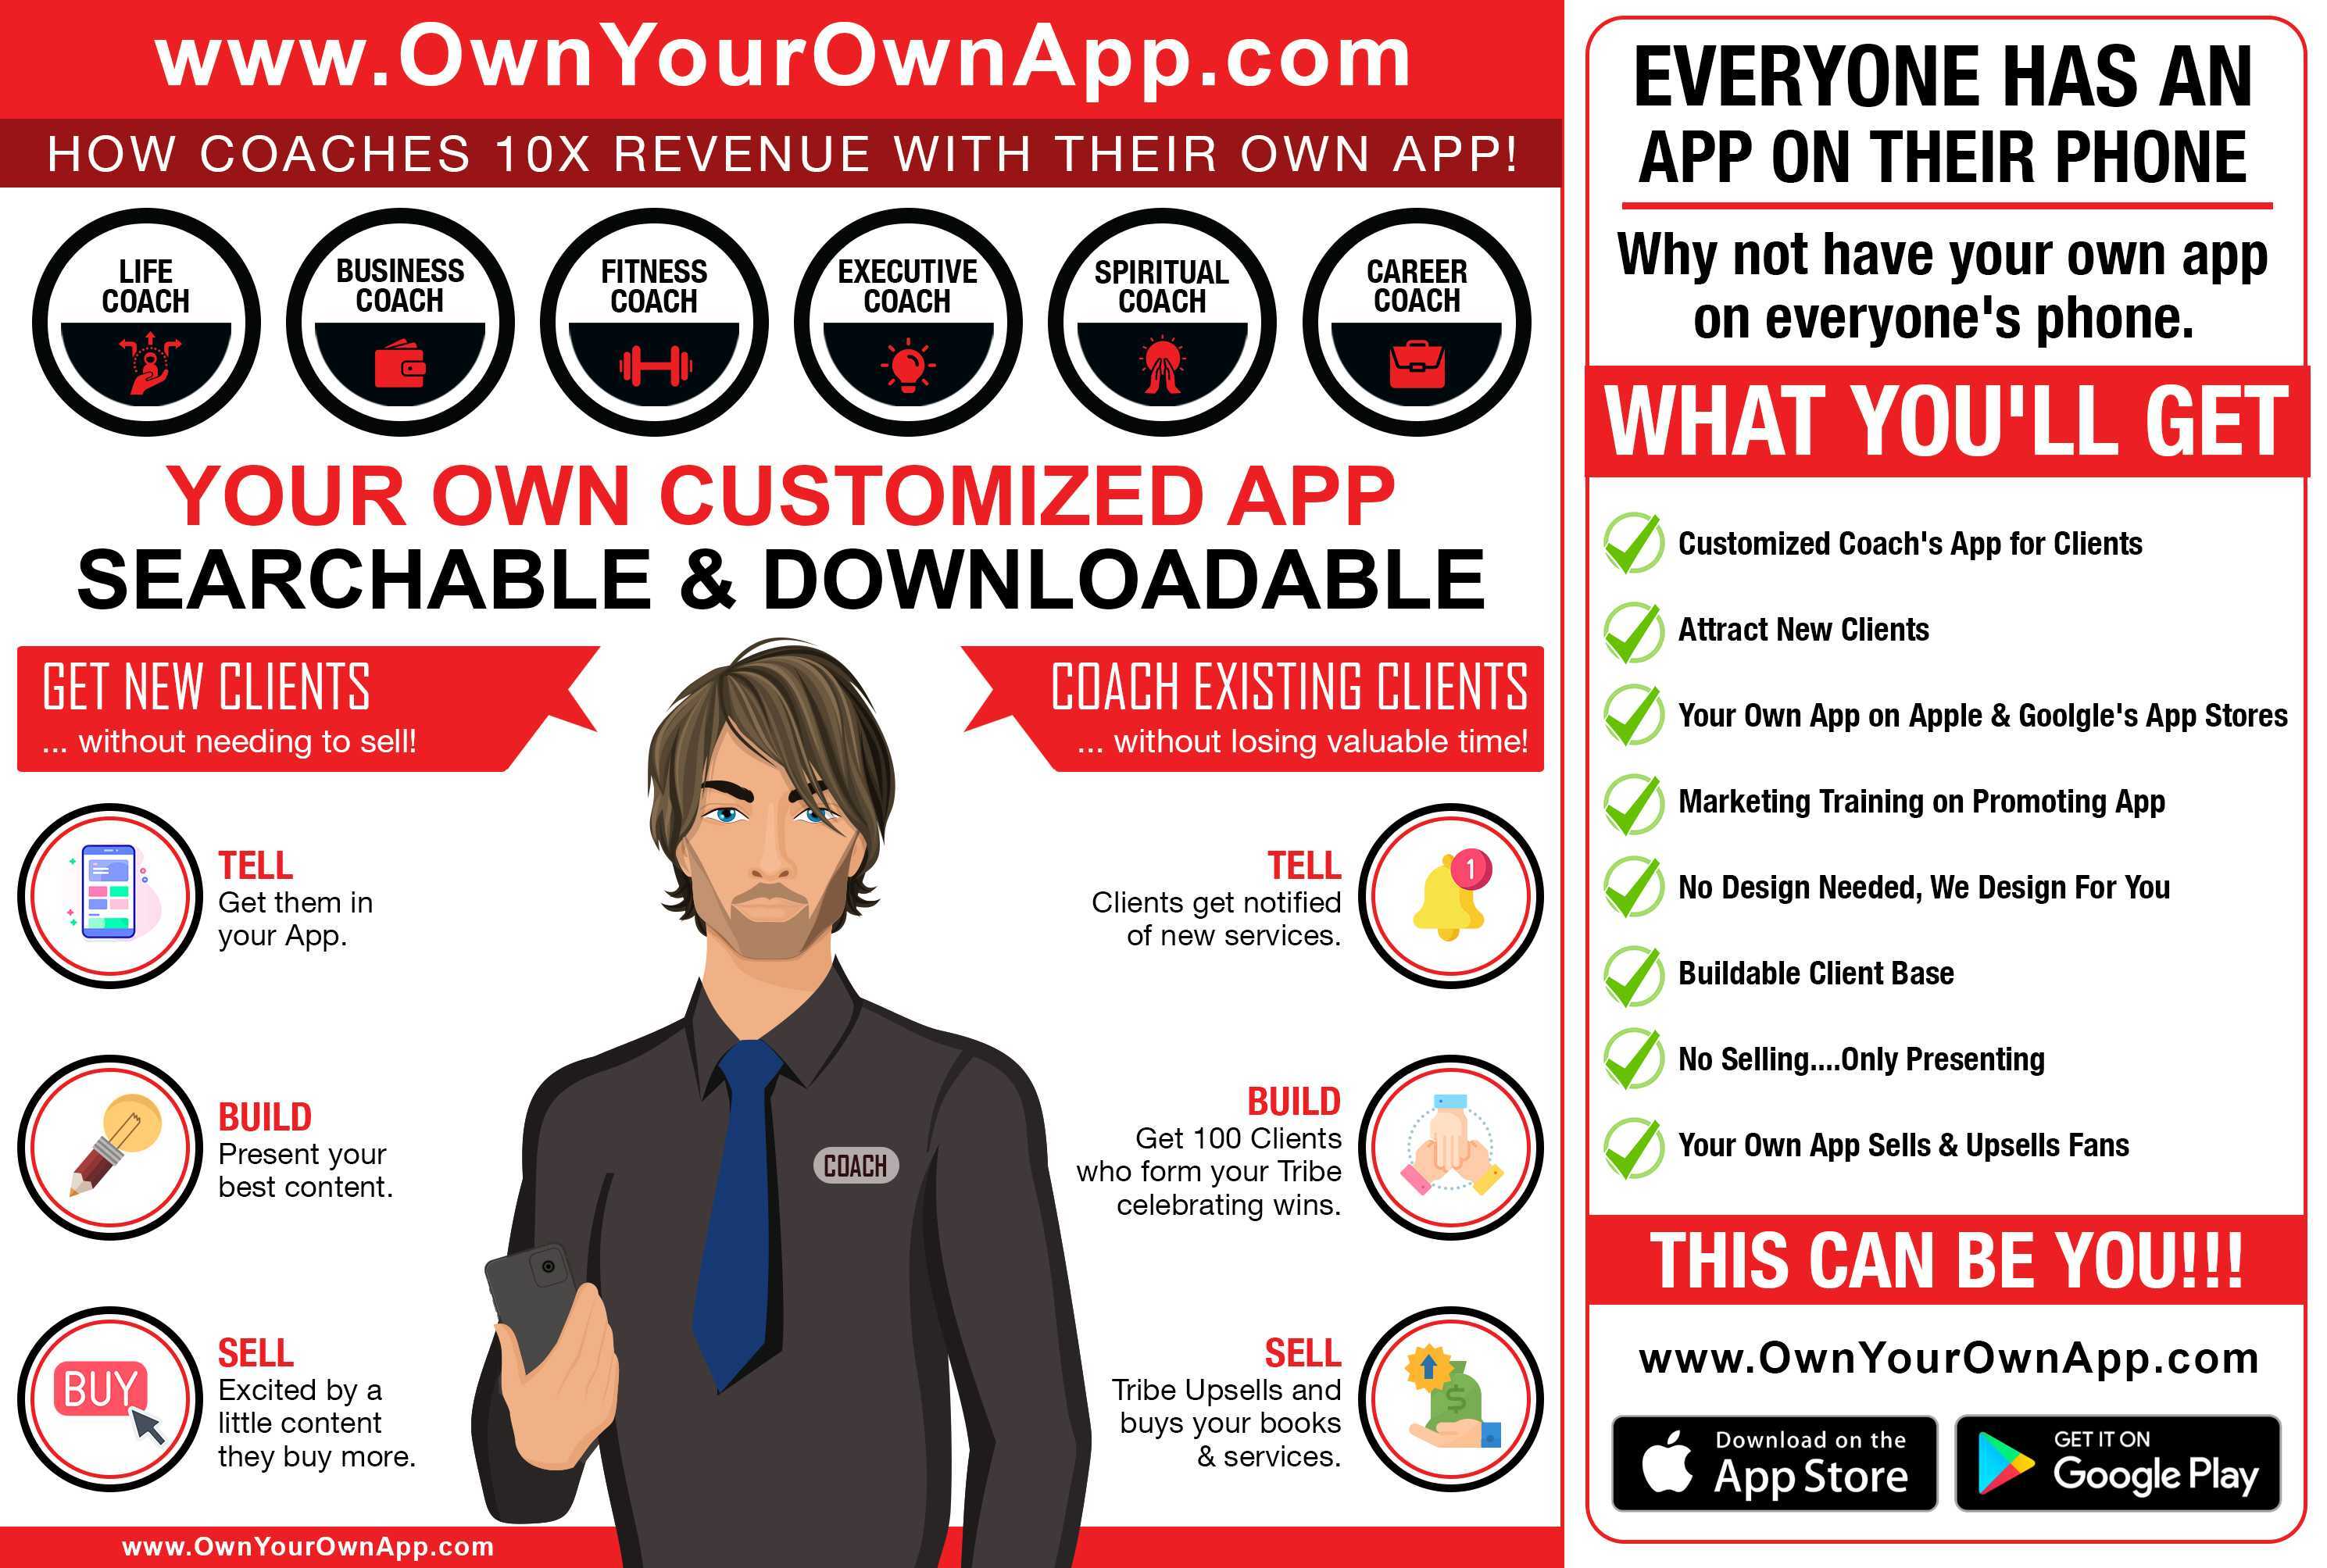 www.OwnYourOwnApp.com
HOW COACHES 10X REVENUE WITH THEIR OWN APP!
LIFE
COACH
BUSINESS
COACH
FITNESS
COACH
EXECUTIVE
COACH
SPIRITUAL
COACH
CAREER
COACH
YOUR OWN CUSTOMIZED APP
SEARCHABLE & DOWNLOADABLE
GET NEW CLIENTS
... without needing to sell!
TELL
Get them in
your App.
BUILD
Present your
best content.
BUY
SELL
Excited by a
little content
they buy more.
COACH
COACH EXISTING CLIENTS
... without losing valuable time!
TELL
Clients get notified
of new services.
1
BUILD
Get 100 Clients
who form your Tribe
celebrating wins.
SELL
Tribe Upsells and
buys your books
& services.
$
www.OwnYourOwnApp.com
EVERYONE HAS AN
APP ON THEIR PHONE
Why not have your own app
on everyone's phone.
WHAT YOU'LL GET
Customized Coach's App for Clients
Attract New Clients
Your Own App on Apple & Goolgle's App Stores
Marketing Training on Promoting App
No Design Needed, We Design For You
Buildable Client Base
No Selling....Only Presenting
Your Own App Sells & Upsells Fans
THIS CAN BE YOU!!!
www.OwnYourOwnApp.com
Download on the
App Store
GET IT ON
Google Play